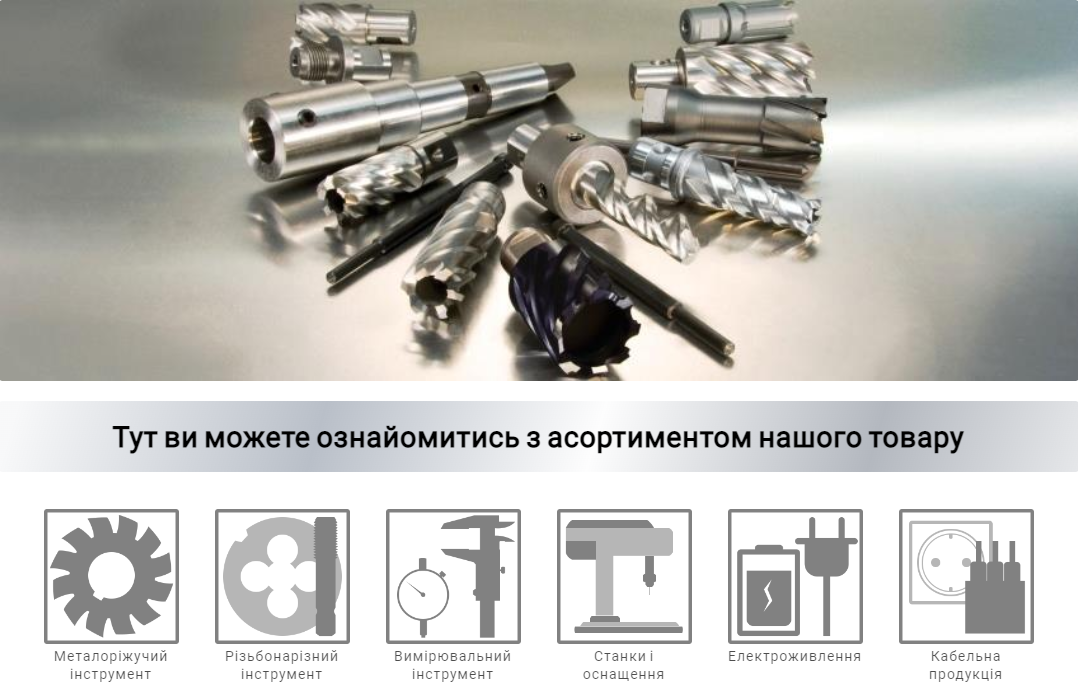 Тут ви можете ознайомитись з асортиментом нашого товару
Металоріжучий
інструмент
Різьбонарізний
інструмент
Вимірювальний
інструмент
Станки і
оснащення
Електроживлення
Кабельна
продукція